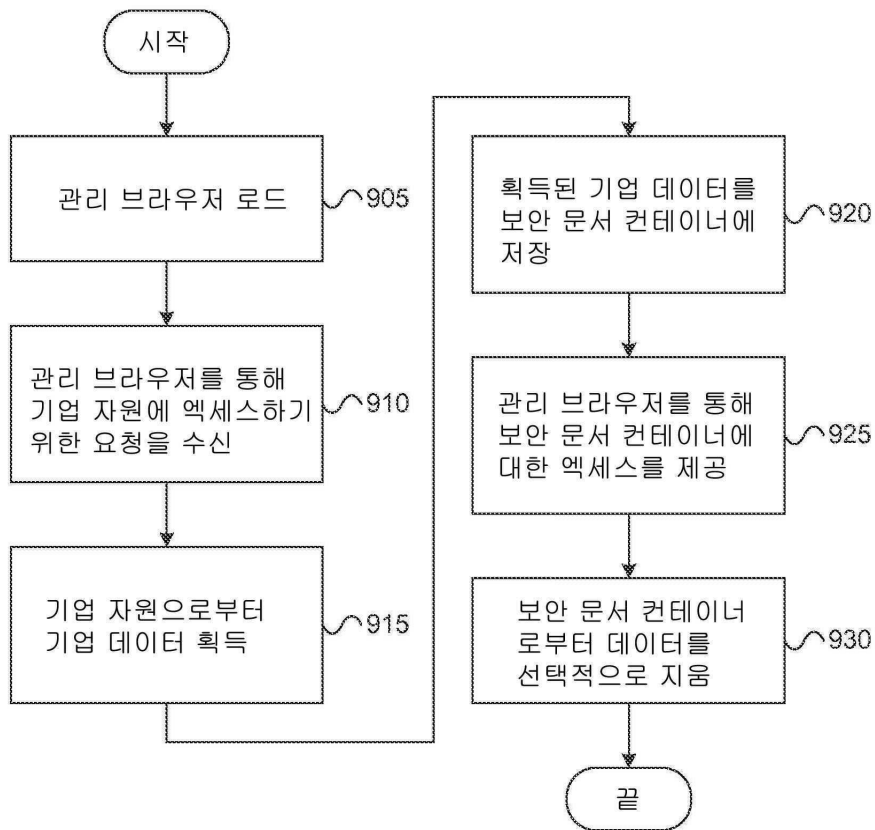 시작
관리 브라우저 로드
905
관리 브라우저를 통해
기업 자원에 엑세스하기
위한 요청을 수신
910
기업 자원으로부터
기업 데이터 획득
915
획득된 기업 데이터를
보안 문서 컨테이너에
저장
920
관리 브라우저를 통해
보안 문서 컨테이너에
대한 엑세스를 제공
925
보안 문서 컨테이너
로부터 데이터를
선택적으로 지움
930
끝